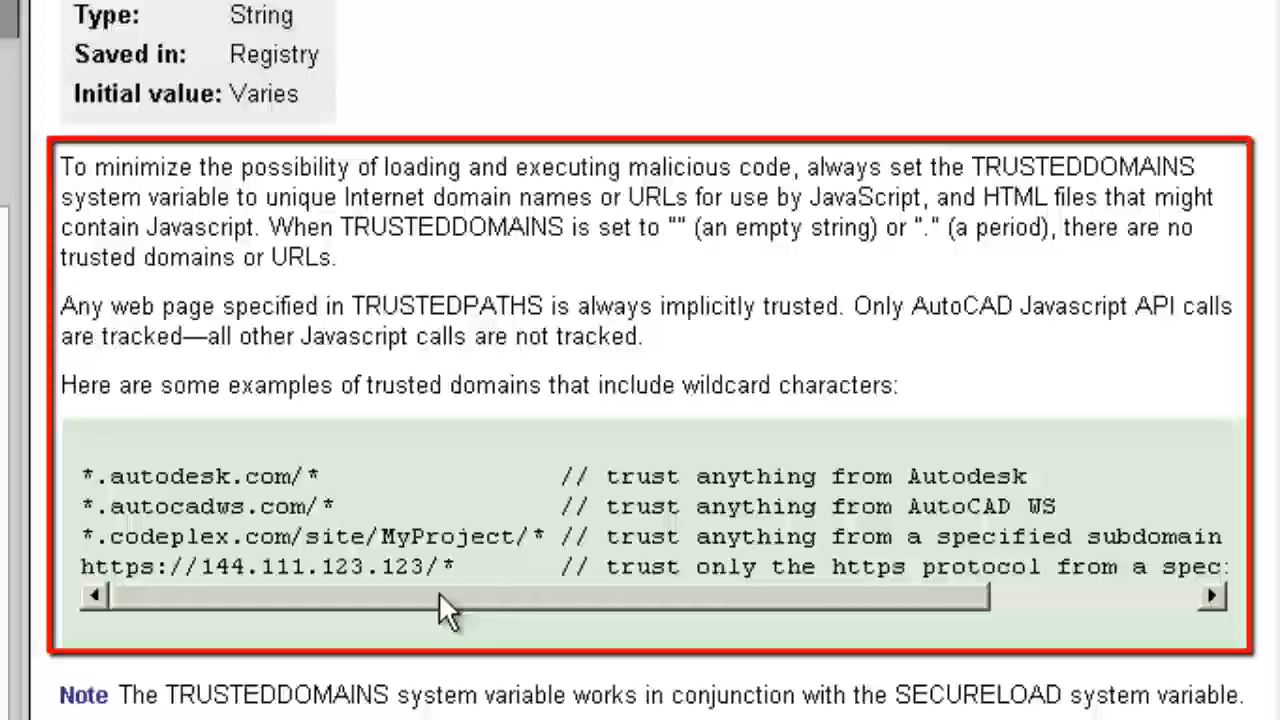 Type: String
Saved in: Registry
Initial value: Varies
To minimize the possibility of loading and executing malicious code, always set the TRUSTEDDOMAINS
system variable to unique Internet domain names or URLs for use by JavaScript, and HTML files that might
contain Javascript. When TRUSTEDDOMAINS is set to "" (an empty string) or "." (a period), there are no
trusted domains or URLs.
Any web page specified in TRUSTEDPATHS is always implicitly trusted. Only AutoCAD Javascript API calls
are tracked—all other Javascript calls are not tracked.
Here are some examples of trusted domains that include wildcard characters:
*.autodesk.com/* // trust anything from Autodesk
*.autocadws.com/* // trust anything from AutoCAD WS
*.codeplex.com/site/MyProject/* // trust anything from a specified subdomain
https://144.111.123.123/* // trust only the https protocol from a spec
Note The TRUSTEDDOMAINS system variable works in conjunction with the SECURELOAD system variable.